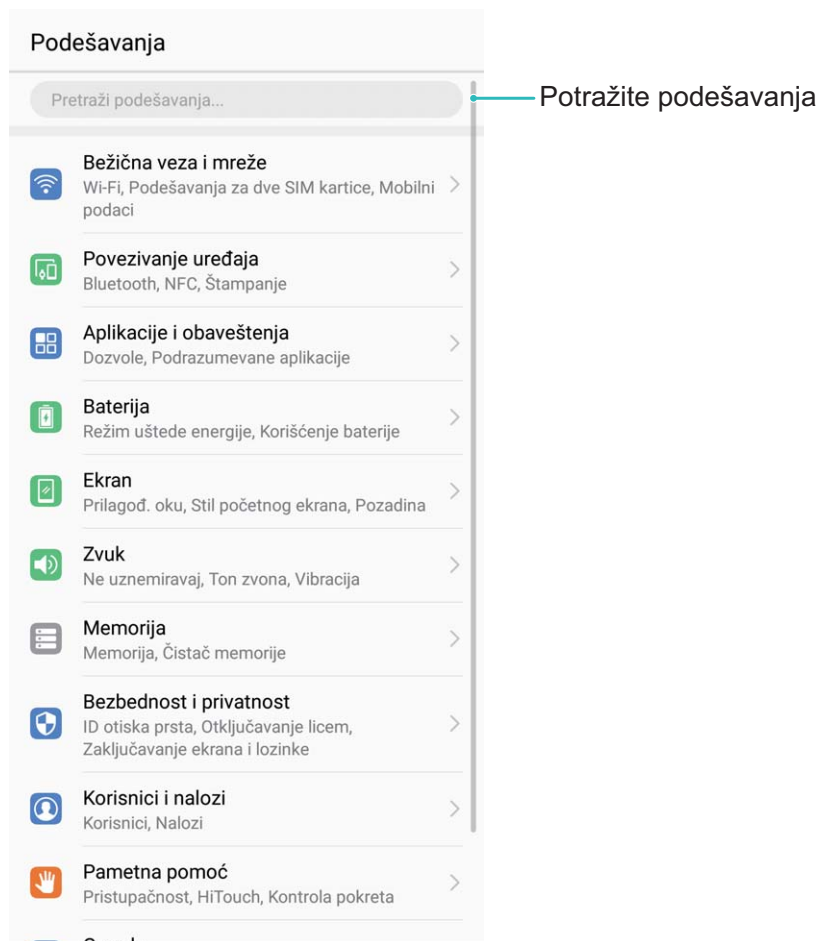 Podešavanja
Pretraži podešavanja...
Potražite podešavanja
Bežična veza i mreže
Wi-Fi, Podešavanja za dve SIM kartice, Mobilni
podaci
Povezivanje uređaja
Bluetooth, NFC, Štampanje
Aplikacije i obaveštenja
Dozvole, Podrazumevane aplikacije
Baterija
Režim uštede energije, Korišćenje baterije
Ekran
Prilagođ. oku, Stil početnog ekrana, Pozadina
Zvuk
Ne uznemiravaj, Ton zvona, Vibracija
Memorija
Memorija, Čistač memorije
Bezbednost i privatnost
ID otiska prsta, Otključavanje licem,
Zaključavanje ekrana i lozinke
Korisnici i nalozi
Korisnici, Nalozi
Pametna pomoć
Pristupačnost, HiTouch, Kontrola pokreta